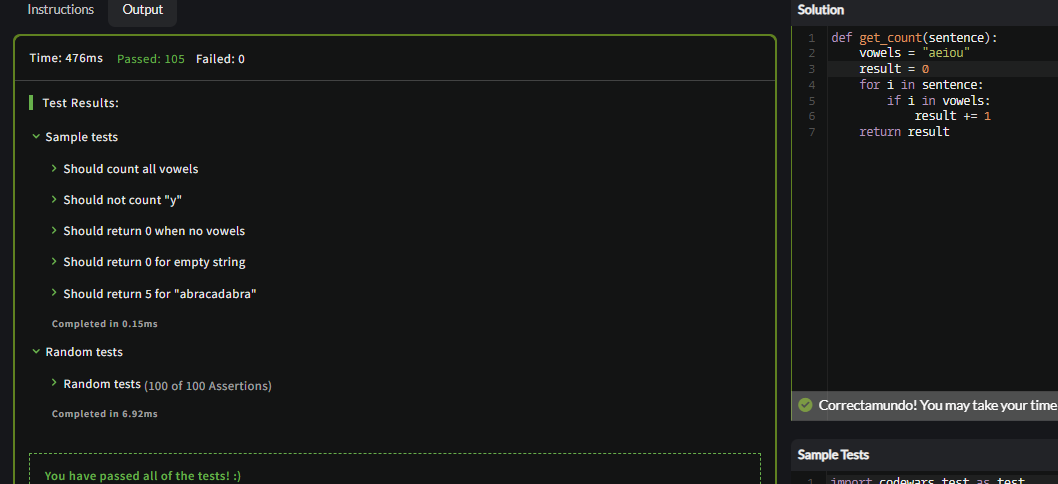 Instructions
Output
Time: 476ms Passed: 105 Failed: 0
Test Results:
Sample tests
Should count all vowels
Should not count "y"
Should return 0 when no vowels
Should return 0 for empty string
Should return 5 for "abracadabra"
Completed in 0.15ms
Random tests
Random tests (100 of 100 Assertions)
Completed in 6.92ms
You have passed all of the tests! :)
Solution
1 def get_count(sentence):
2     vowels = "aeiou"
3     result = 0
4     for i in sentence:
5         if i in vowels:
6             result += 1
7     return result
Correctamundo! You may take your time
Sample Tests
1 import codewars_test as test